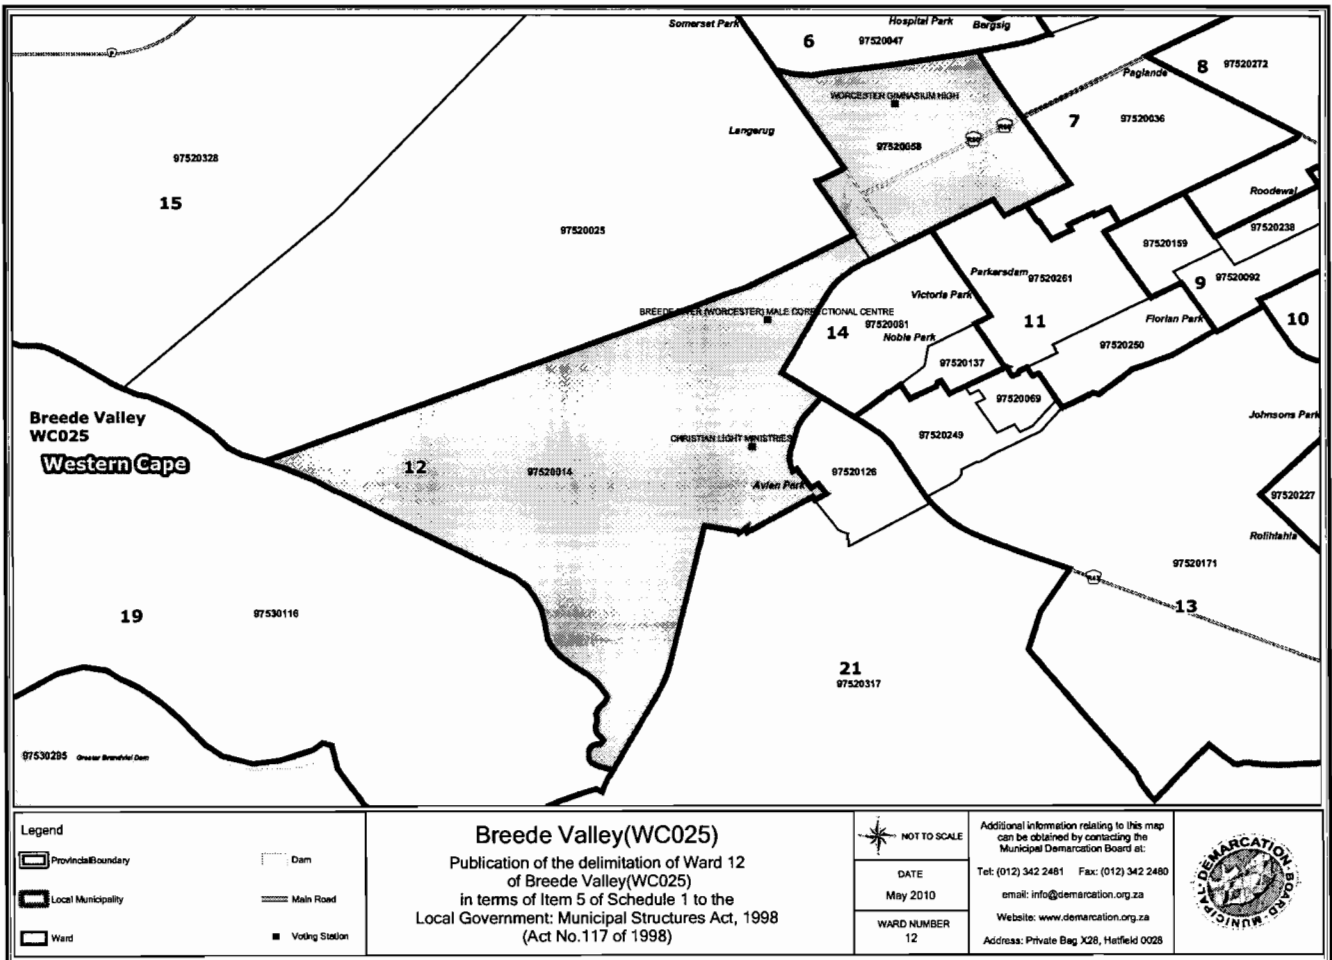 Somerset Park
Hospital Park
Bergsig
6
97520047
8
97520272
Paglande
WORCESTER GIMNASIUM HIGH
7
97520036
Langerug
97520058
97520328
15
Roodewal
97520025
97520238
97520159
Parkersdam
97520261
97520092
9
Victoria Park
BREEDE RIVER (WORCESTER) MALE CORRECTIONAL CENTRE
14
97520081
11
Florian Park
10
Noble Park
97520250
97520137
97520069
Breede Valley
WC025
Western Cape
Johnsons Park
97520249
CHRISTIAN LIGHT MINISTRIES
12
97520014
97520126
Avian Park
97520227
Rolihlahla
97520171
13
19
97530116
21
97520317
97530295
Greater Brandvlei Dam
Legend
ProvincialBoundary
Dam
Local Municipality
Main Road
Ward
Voting Station
Breede Valley(WC025)
Publication of the delimitation of Ward 12
of Breede Valley(WC025)
in terms of Item 5 of Schedule 1 to the
Local Government: Municipal Structures Act, 1998
(Act No.117 of 1998)
NOT TO SCALE
DATE
May 2010
WARD NUMBER
12
Additional information relating to this map
can be obtained by contacting the
Municipal Demarcation Board at:
Tel: (012) 342 2481 Fax: (012) 342 2480
email: info@demarcation.org.za
Website: www.demarcation.org.za
Address: Private Bag X28, Hatfield 0028
MUNICIPAL DEMARCATION BOARD